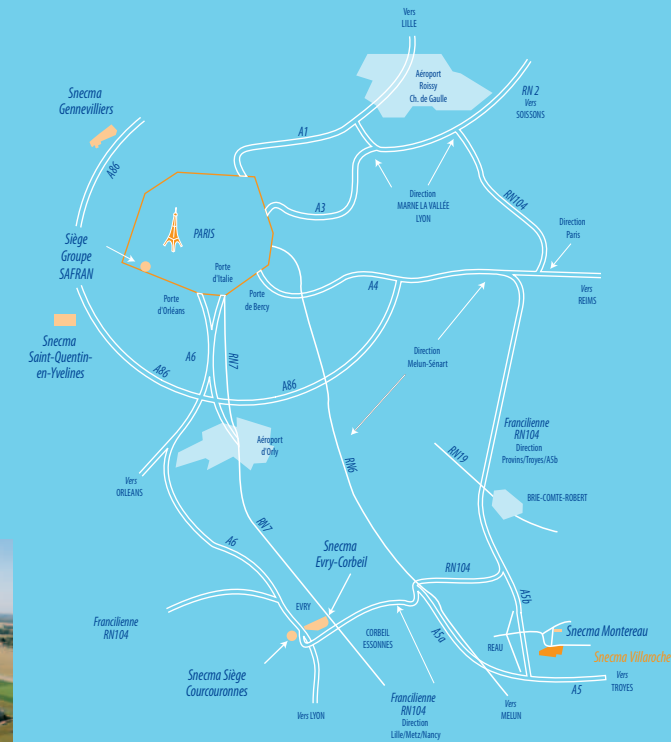 Vers
LILLE
Aéroport
Roissy
Ch. de Gaulle
RN 2
Vers
SOISSONS
Snecma
Gennevilliers
A86
A1
A3
Direction
MARNE LA VALLÉE
LYON
RN104
Direction
Paris
PARIS
Siège
Groupe
SAFRAN
Porte
d'Italie
Porte
d'Orléans
Porte
de Bercy
A4
Vers
REIMS
Snecma
Saint-Quentin-
en-Yvelines
A6
RN7
A86
A86
Direction
Melun-Sénart
Francilienne
RN104
Direction
Provins/Troyes/A5b
Aéroport
d'Orly
RN6
RN19
BRIE-COMTE-ROBERT
Vers
ORLEANS
A6
RN7
Snecma
Evry-Corbeil
RN104
A5b
Francilienne
RN104
EVRY
CORBEIL
ESSONNES
A5a
REAU
Snecma Montereau
Snecma Villaroche
Snecma Siège
Courcouronnes
Vers LYON
Francilienne
RN104
Direction
Lille/Metz/Nancy
Vers
MELUN
A5
Vers
TROYES